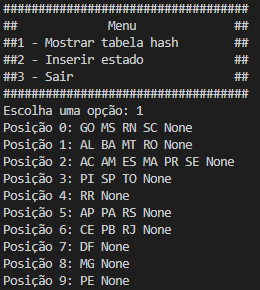 ###################################
##             Menu              ##
##1 - Mostrar tabela hash        ##
##2 - Inserir estado             ##
##3 - Sair                       ##
###################################
Escolha uma opção: 1
Posição 0: GO MS RN SC None
Posição 1: AL BA MT RO None
Posição 2: AC AM ES MA PR SE None
Posição 3: PI SP TO None
Posição 4: RR None
Posição 5: AP PA RS None
Posição 6: CE PB RJ None
Posição 7: DF None
Posição 8: MG None
Posição 9: PE None